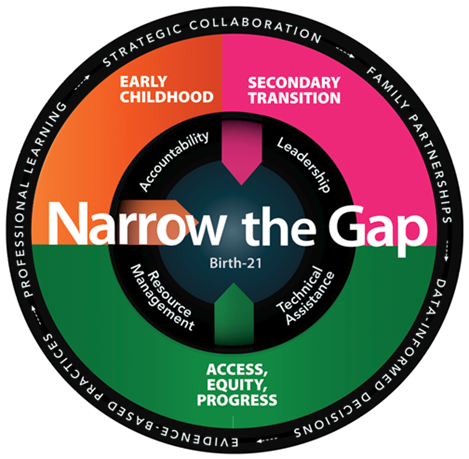 STRATEGIC COLLABORATION
FAMILY PARTNERSHIPS
DATA-INFORMED DECISIONS
EVIDENCE-BASED PRACTICES
PROFESSIONAL LEARNING
EARLY
CHILDHOOD
SECONDARY
TRANSITION
Accountability
Leadership
Narrow the Gap
Birth-21
Resource
Management
Technical
Assistance
ACCESS,
EQUITY,
PROGRESS